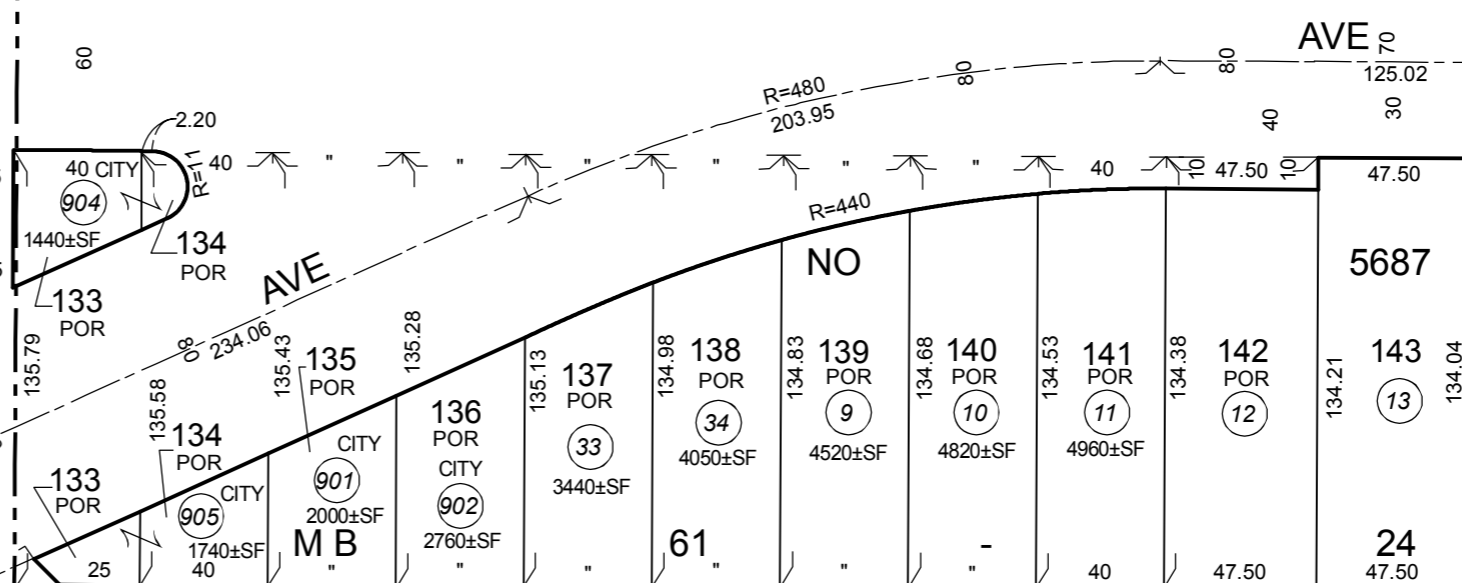 AVE
70
125.02
60
R=480
203.95
80
80
40
30
2.20
R=11
40 CITY
904
1440±SF
40
"
"
"
"
"
"
40
10
47.50
10
47.50
R=440
134
POR
133
POR
AVE
NO
5687
80
234.06
135.79
135.58
135.43
135.28
135.13
134.98
134.83
134.68
134.53
134.38
134.21
134.04
133
POR
134
POR
CITY
905
1740±SF
135
POR
CITY
901
2000±SF
136
POR
CITY
902
2760±SF
137
POR
33
3440±SF
138
POR
34
4050±SF
139
POR
9
4520±SF
140
POR
10
4820±SF
141
POR
11
4960±SF
142
POR
12
143
13
M B
61
-
24
25
40
"
"
"
"
"
"
40
47.50
47.50